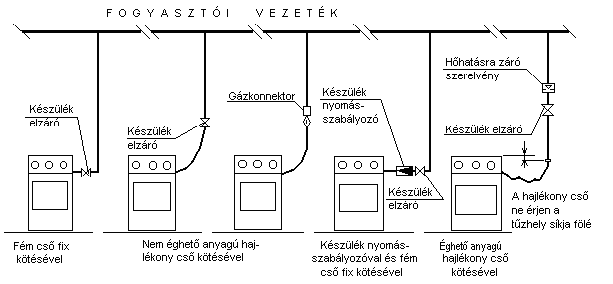 FOGYASZTÓI VEZETÉK
Készülék
elzáró
Készülék
elzáró
Gázkonnektor
Készülék
nyomás-
szabályozó
Készülék
elzáró
Hőhatásra záró
szerelvény
Készülék elzáró
A hajlékony cső
ne érjen a
tűzhely síkja fölé
Fém cső fix
kötésével
Nem éghető anyagú haj-
lékony cső kötésével
Készülék nyomás-
szabályozóval és fém
cső fix kötésével
Éghető anyagú
hajlékony cső
kötésével